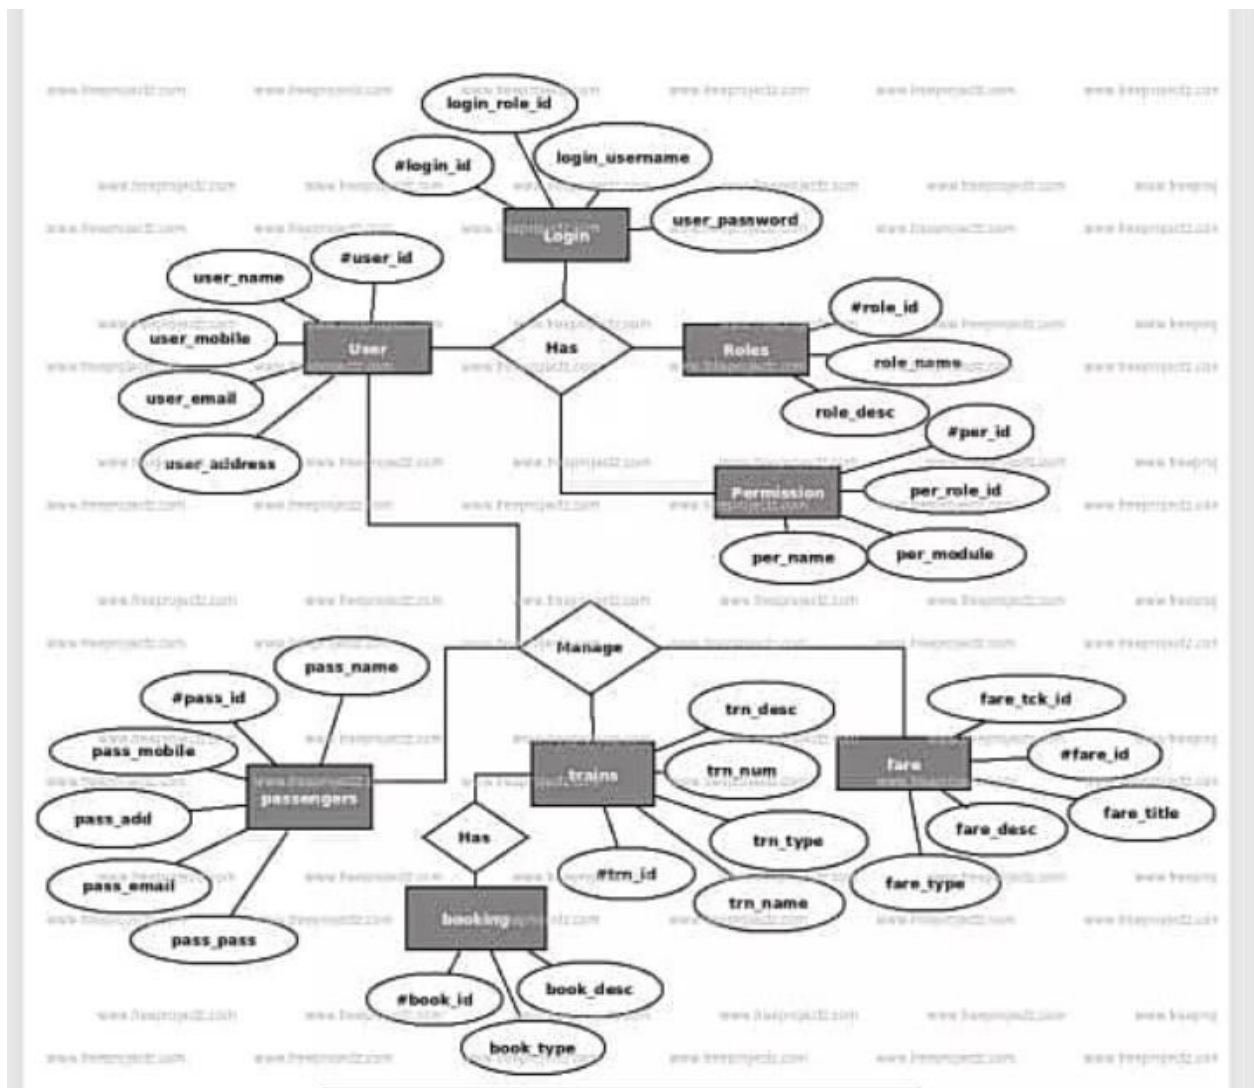 login_role_id
login_username
#login_id
user_password
Login
#user_id
user_name
user_mobile
User
user_email
user_address
Has
Roles
#role_id
role_name
role_desc
#per_id
Permission
per_role_id
per_name
per_module
Manage
pass_name
#pass_id
pass_mobile
passengers
pass_add
pass_email
pass_pass
trn_desc
trains
trn_num
trn_type
#trn_id
trn_name
fare_tck_id
fare
#fare_id
fare_title
fare_desc
fare_type
Has
booking
#book_id
book_desc
book_type